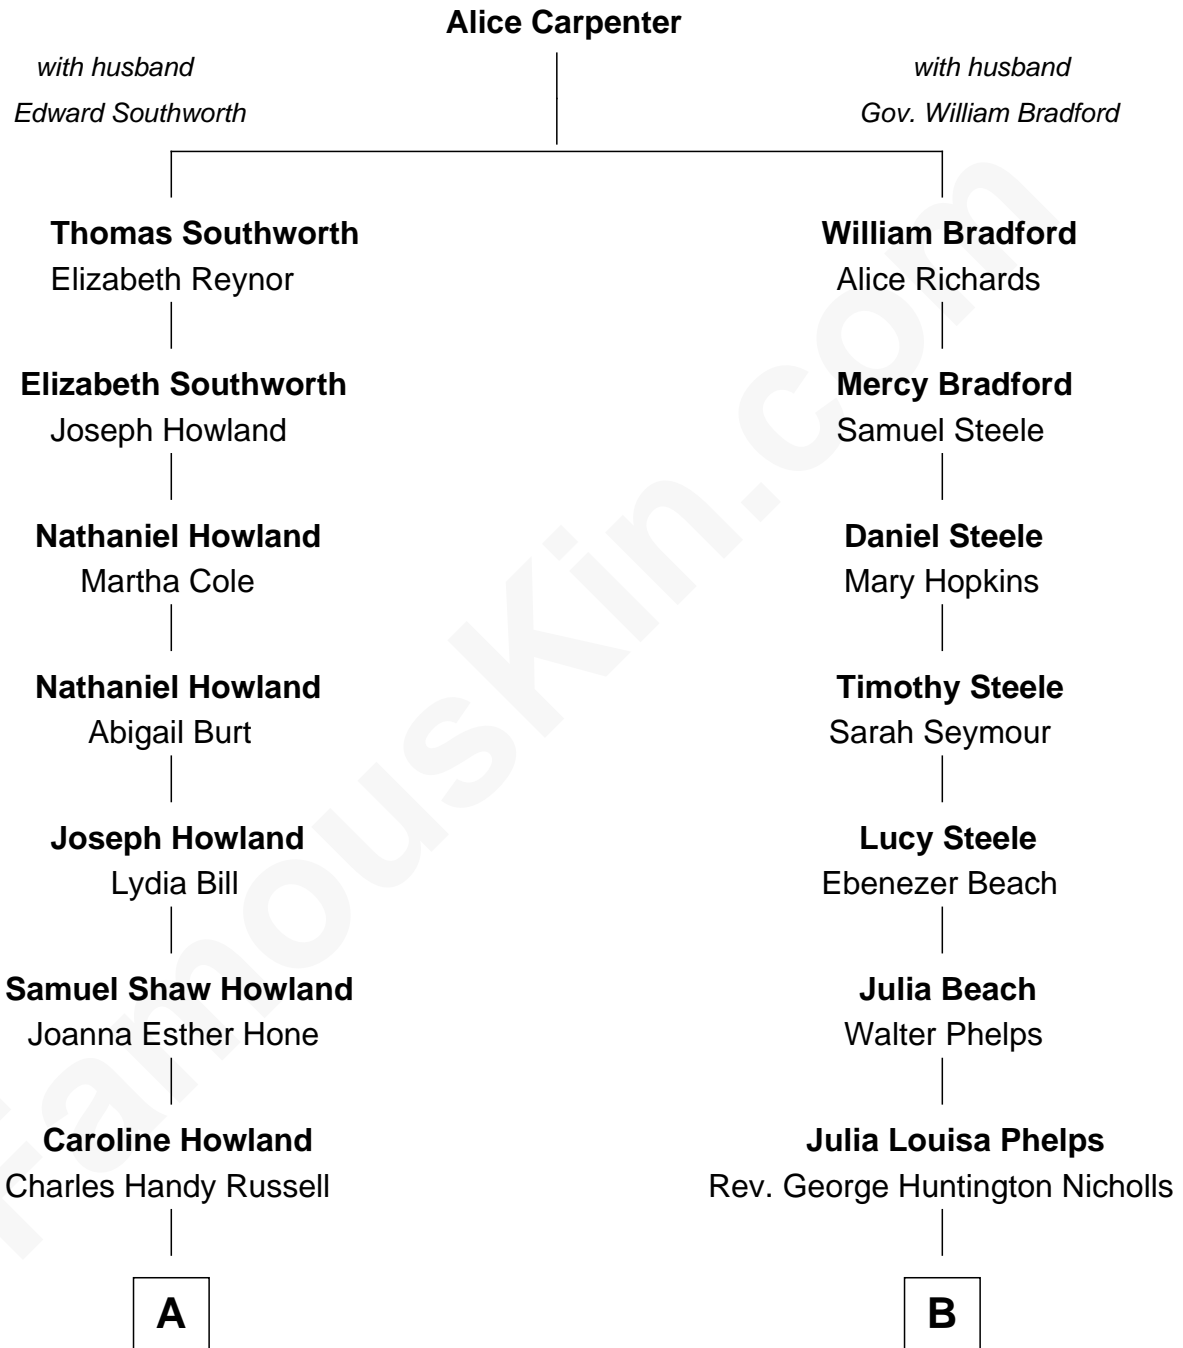 Alice Carpenter
with husband
Edward Southworth
with husband
Gov. William Bradford
Thomas Southworth
Elizabeth Reynor
William Bradford
Alice Richards
Elizabeth Southworth
Joseph Howland
Mercy Bradford
Samuel Steele
Nathaniel Howland
Martha Cole
Daniel Steele
Mary Hopkins
Nathaniel Howland
Abigail Burt
Timothy Steele
Sarah Seymour
Joseph Howland
Lydia Bill
Lucy Steele
Ebenezer Beach
Samuel Shaw Howland
Joanna Esther Hone
Julia Beach
Walter Phelps
Caroline Howland
Charles Handy Russell
Julia Louisa Phelps
Rev. George Huntington Nicholls
A
B
FamousKin.com